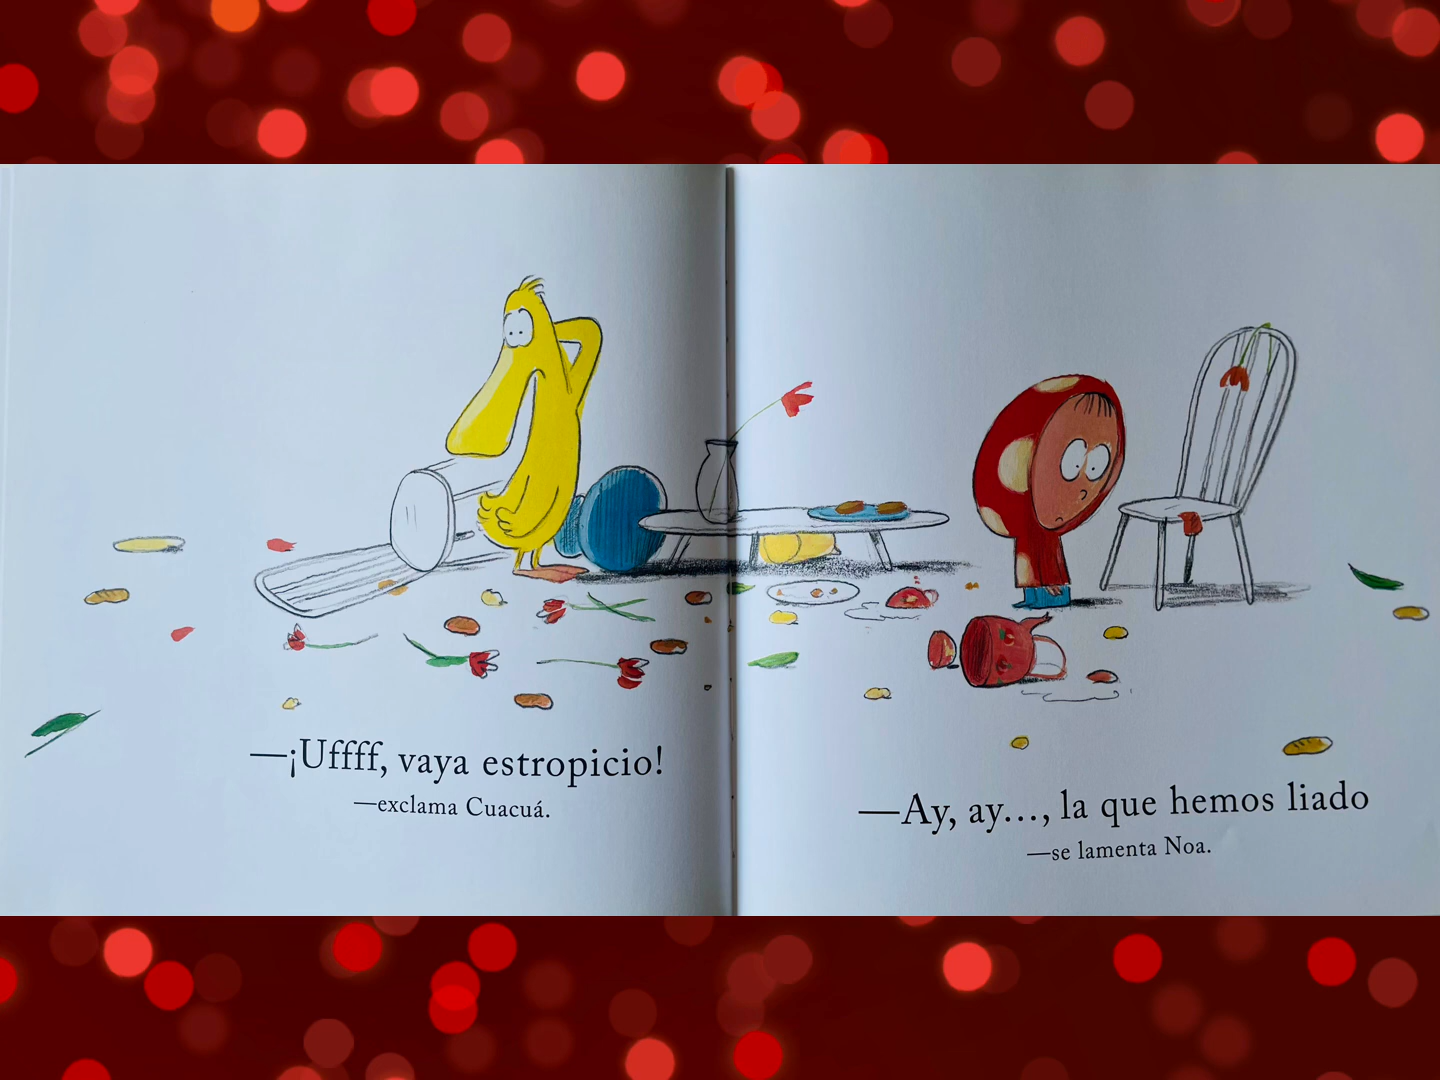 —¡Uffff, vaya estropicio!
—exclama Cuacuá.
—Ay, ay..., la que hemos liado
—se lamenta Noa.